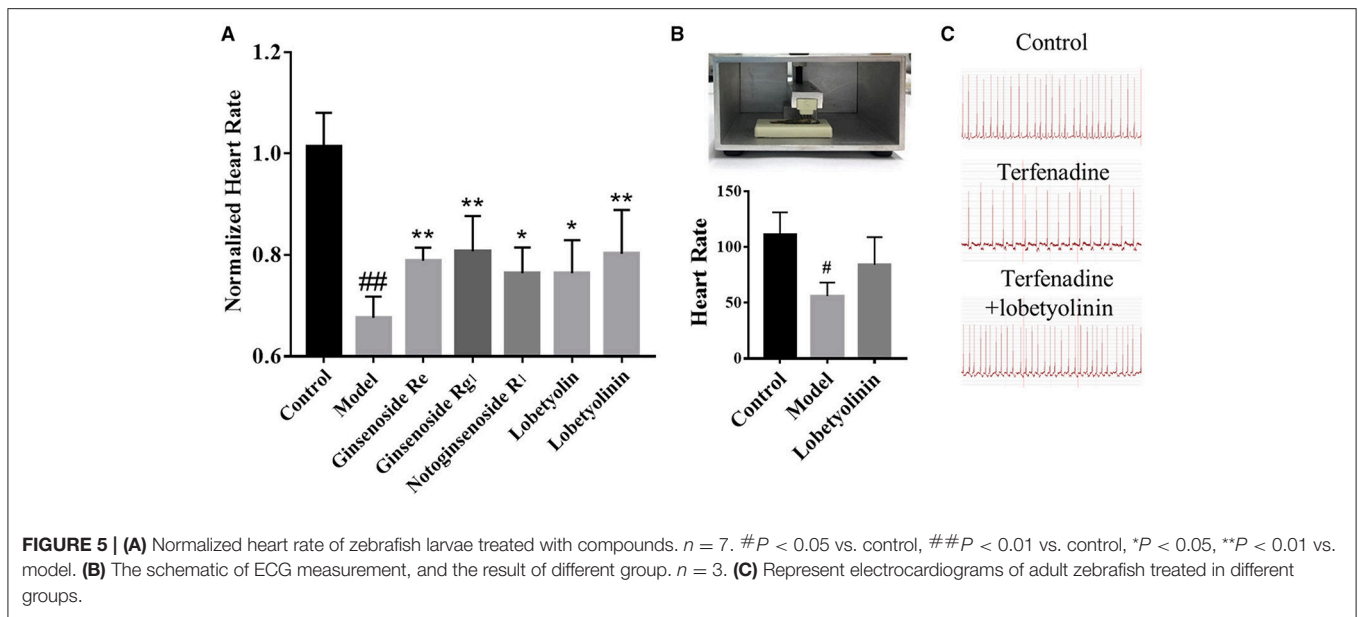 A
1.2
1.0
0.8
0.6
Normalized Heart Rate
##
**
**
*
*
**
Control
Model
Ginsenoside Re
Ginsenoside Rg1
Notoginsenoside R1
Lobetyolin
Lobetyolinin
B
150
100
50
0
Heart Rate
#
Control
Model
Lobetyolinin
C
Control
Terfenadine
Terfenadine
+lobetyolinin
FIGURE 5 | (A) Normalized heart rate of zebrafish larvae treated with compounds. n = 7. #P < 0.05 vs. control, ##P < 0.01 vs. control, *P < 0.05, **P < 0.01 vs.
model. (B) The schematic of ECG measurement, and the result of different group. n = 3. (C) Represent electrocardiograms of adult zebrafish treated in different
groups.